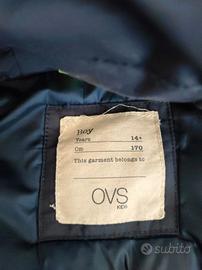 Boy
Years 14+
Cm 170
This garment belongs to
OVS
KIDS
subito